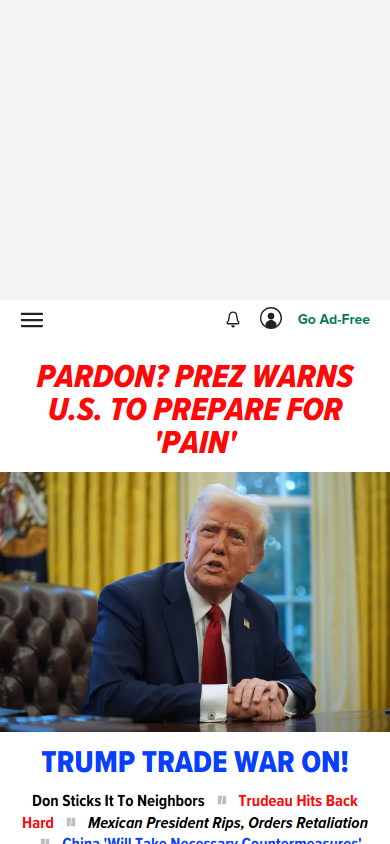 Go Ad-Free
PARDON? PREZ WARNS
U.S. TO PREPARE FOR
'PAIN'
TRUMP TRADE WAR ON!
Don Sticks It To Neighbors Trudeau Hits Back
Hard Mexican President Rips, Orders Retaliation
China 'Will Take Necessary Countermeasures'